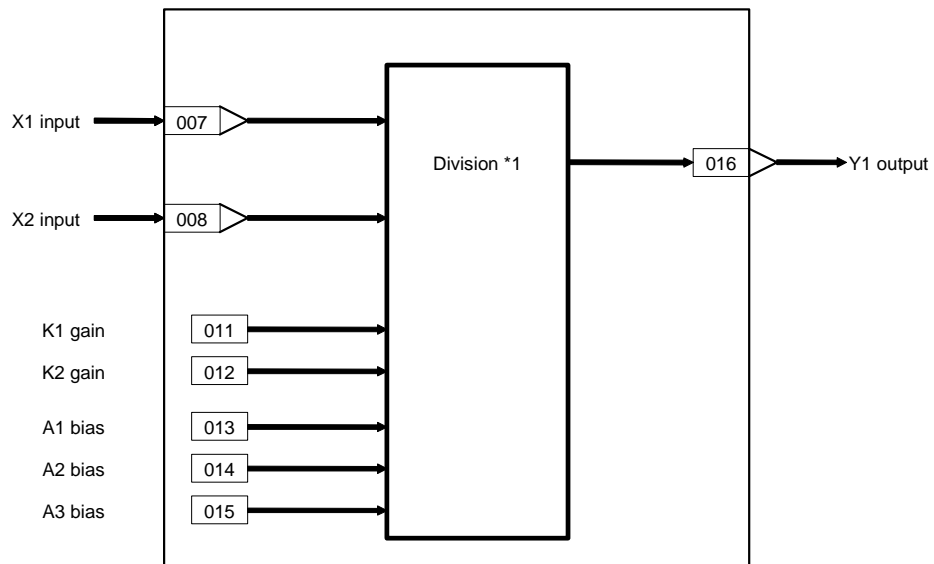 X1 input 007
Division *1
016 Y1 output
X2 input 008
K1 gain 011
K2 gain 012
A1 bias 013
A2 bias 014
A3 bias 015